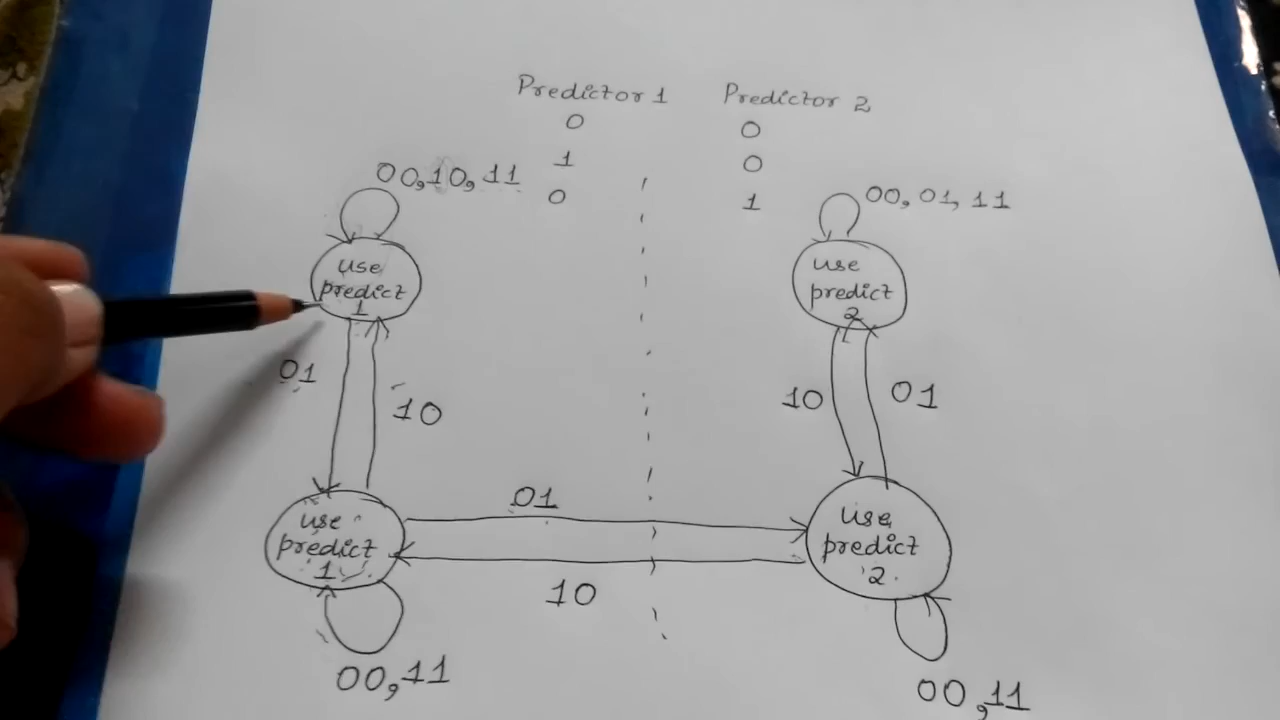 Predictor 1 Predictor 2
0 0
1 0
0 1
00,10,11
00,01,11
use
predict
1
use
predict
2
01
10
10
01
use
predict
1
01
10
use
predict
2
00,11
00,11